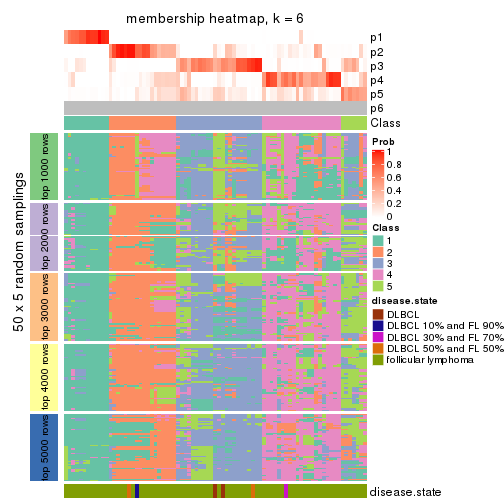 membership heatmap, k = 6
p1
p2
p3
p4
p5
p6
Class
50 x 5 random samplings
top 1000 rows
top 2000 rows
top 3000 rows
top 4000 rows
top 5000 rows
Prob
1
0.8
0.6
0.4
0.2
0
Class
1
2
3
4
5
disease.state
DLBCL
DLBCL 10% and FL 90%
DLBCL 30% and FL 70%
DLBCL 50% and FL 50%
follicular lymphoma
disease.state